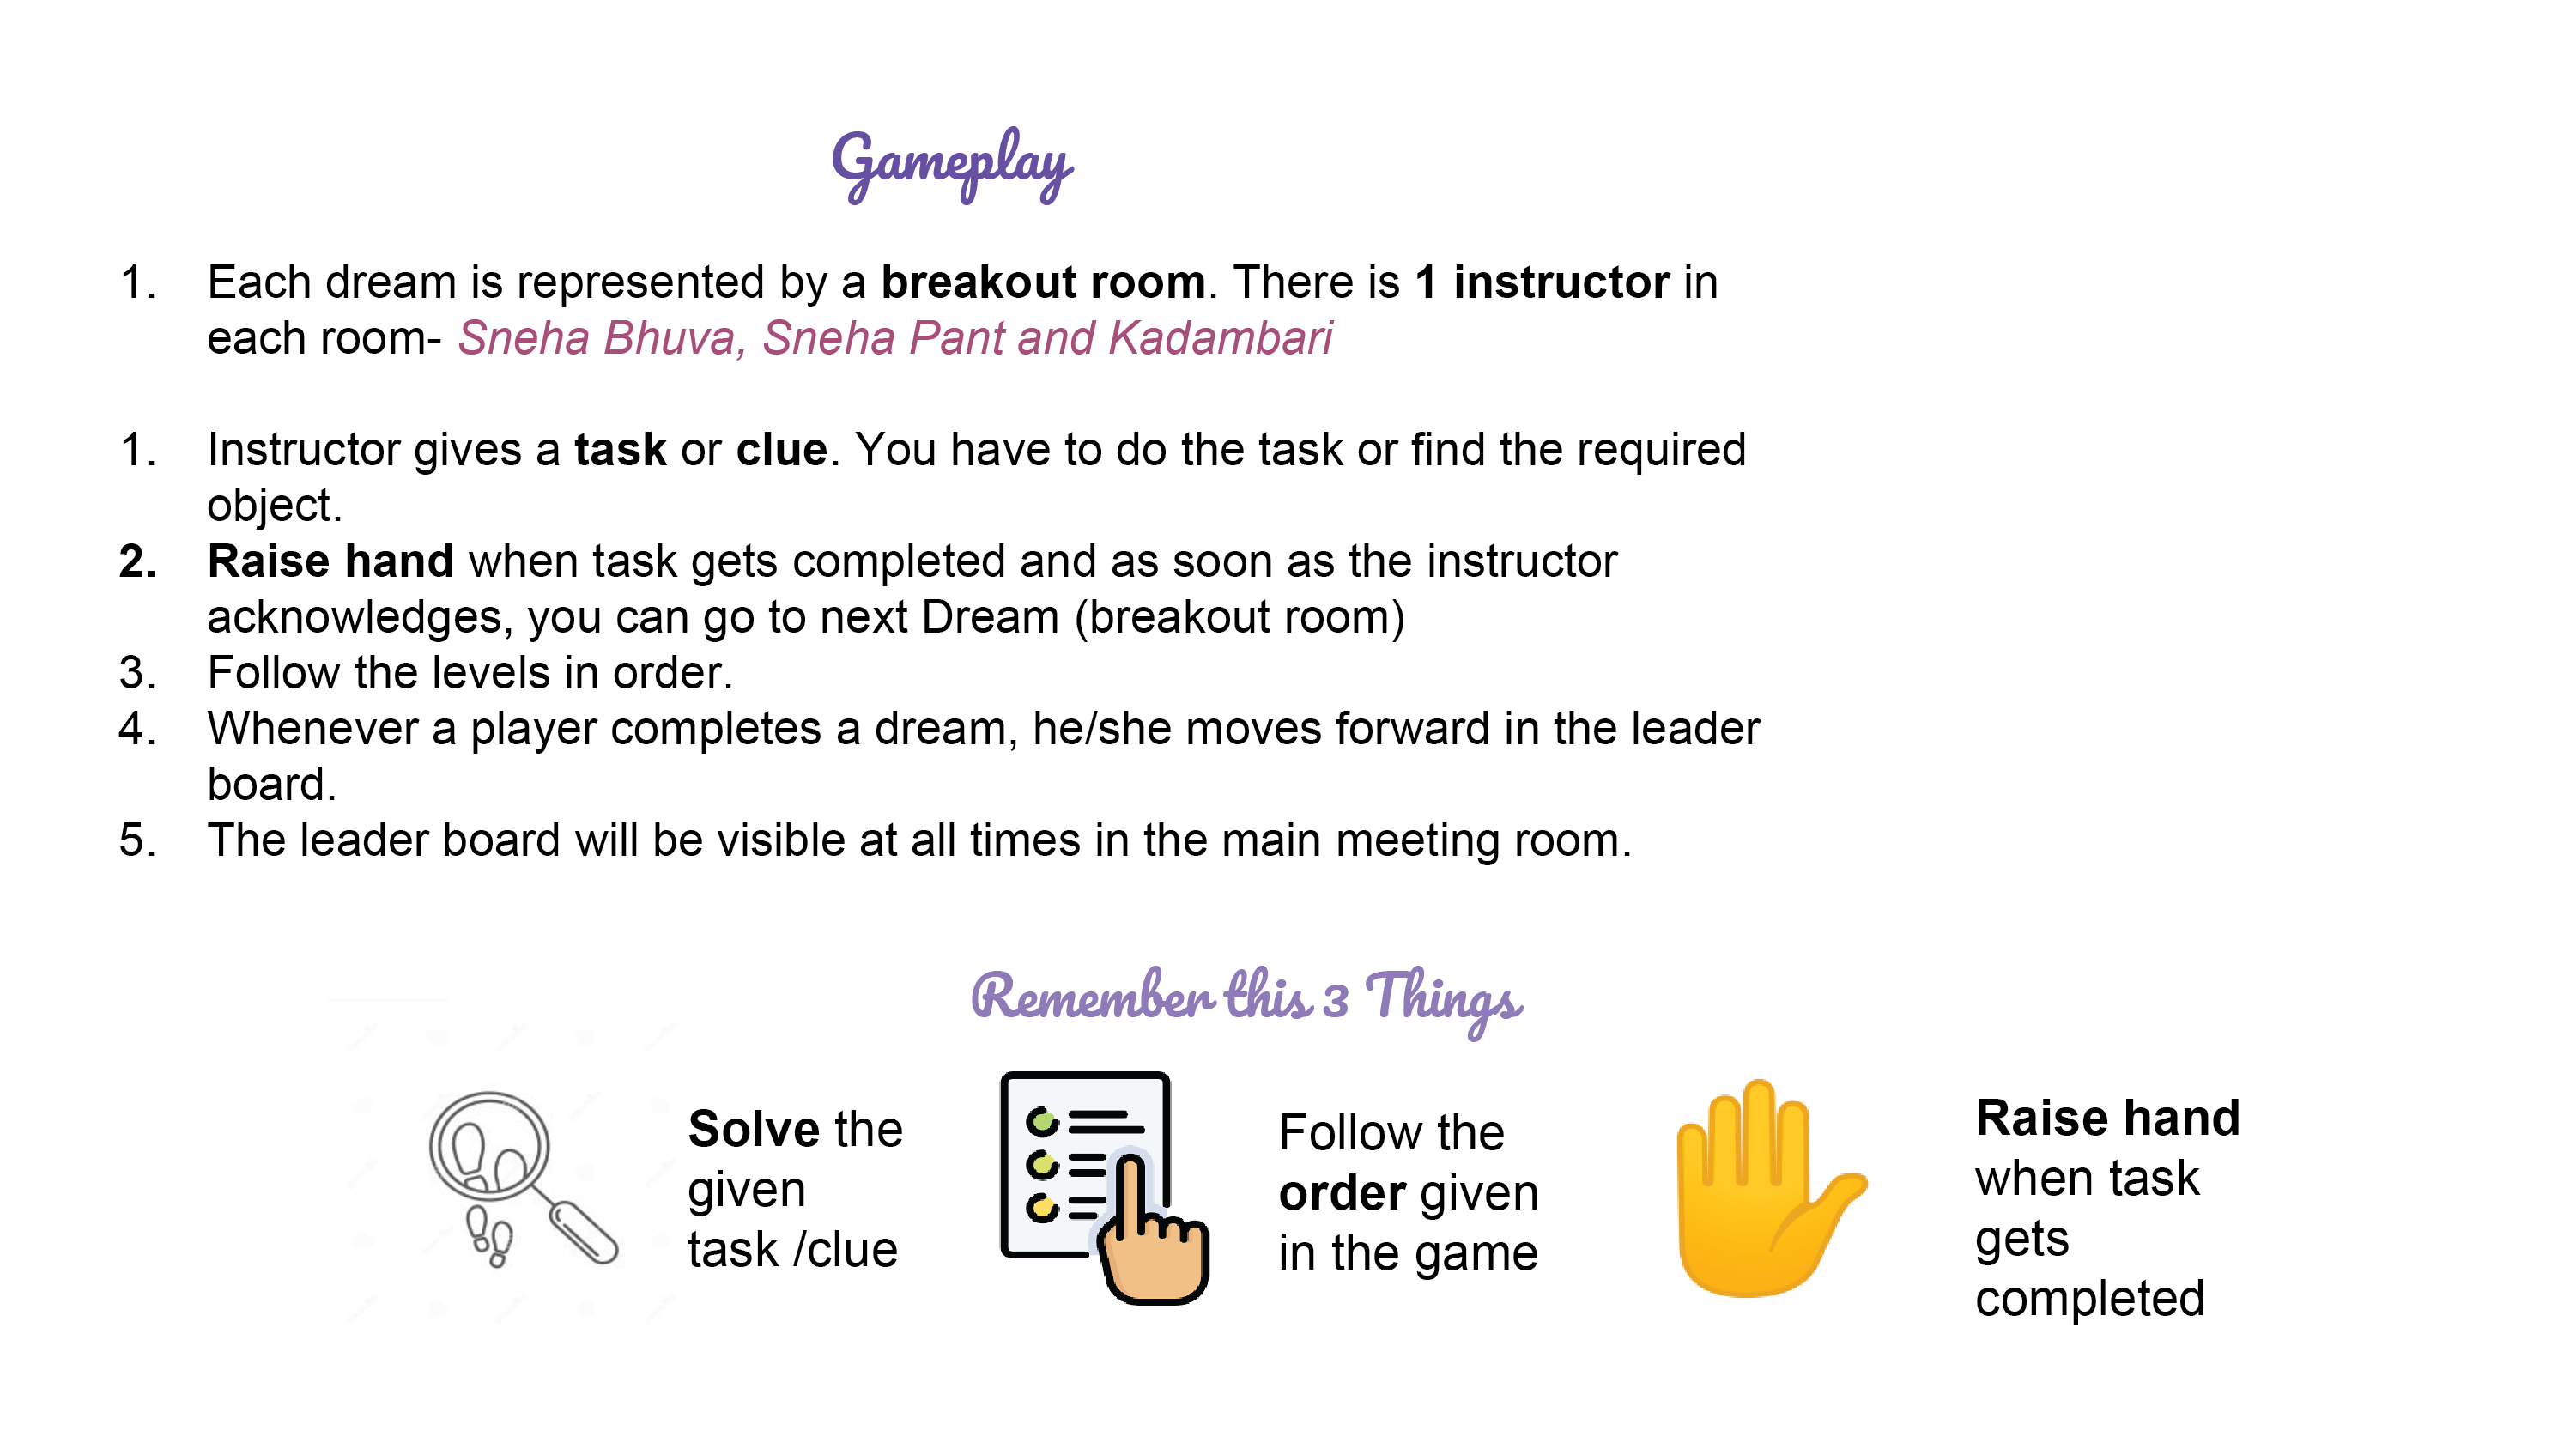 Gameplay
1. Each dream is represented by a breakout room. There is 1 instructor in
each room- Sneha Bhuva, Sneha Pant and Kadambari
1. Instructor gives a task or clue. You have to do the task or find the required
object.
2. Raise hand when task gets completed and as soon as the instructor
acknowledges, you can go to next Dream (breakout room)
3. Follow the levels in order.
4. Whenever a player completes a dream, he/she moves forward in the leader
board.
5. The leader board will be visible at all times in the main meeting room.
Remember this 3 Things
Solve the
given
task /clue
Follow the
order given
in the game
Raise hand
when task
gets
completed